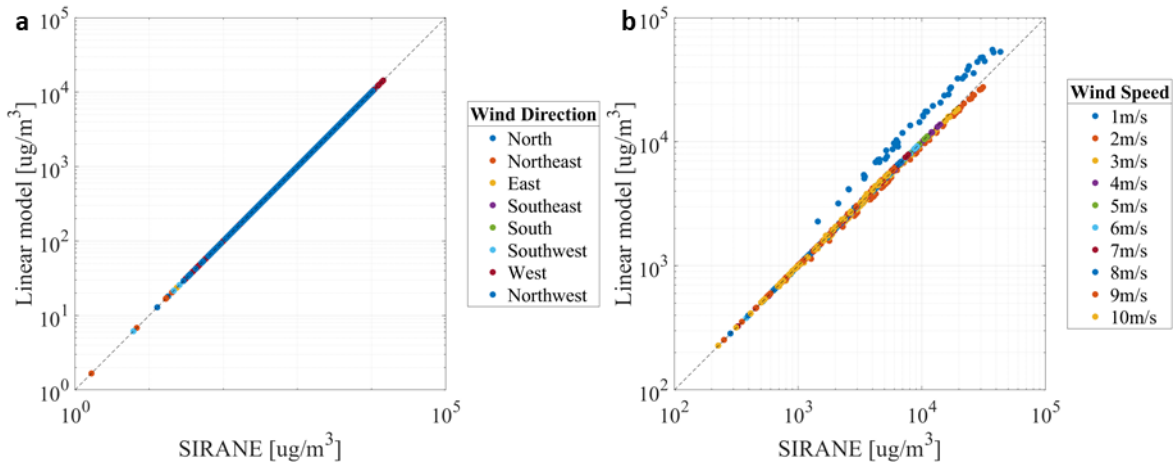 a
10^5
10^4
10^3
10^2
10^1
10^0
Linear model [ug/m^3]
10^0
10^5
SIRANE [ug/m^3]
Wind Direction
North
Northeast
East
Southeast
South
Southwest
West
Northwest
b
10^5
10^4
10^3
10^2
Linear model [ug/m^3]
10^2
10^3
10^4
10^5
SIRANE [ug/m^3]
Wind Speed
1m/s
2m/s
3m/s
4m/s
5m/s
6m/s
7m/s
8m/s
9m/s
10m/s